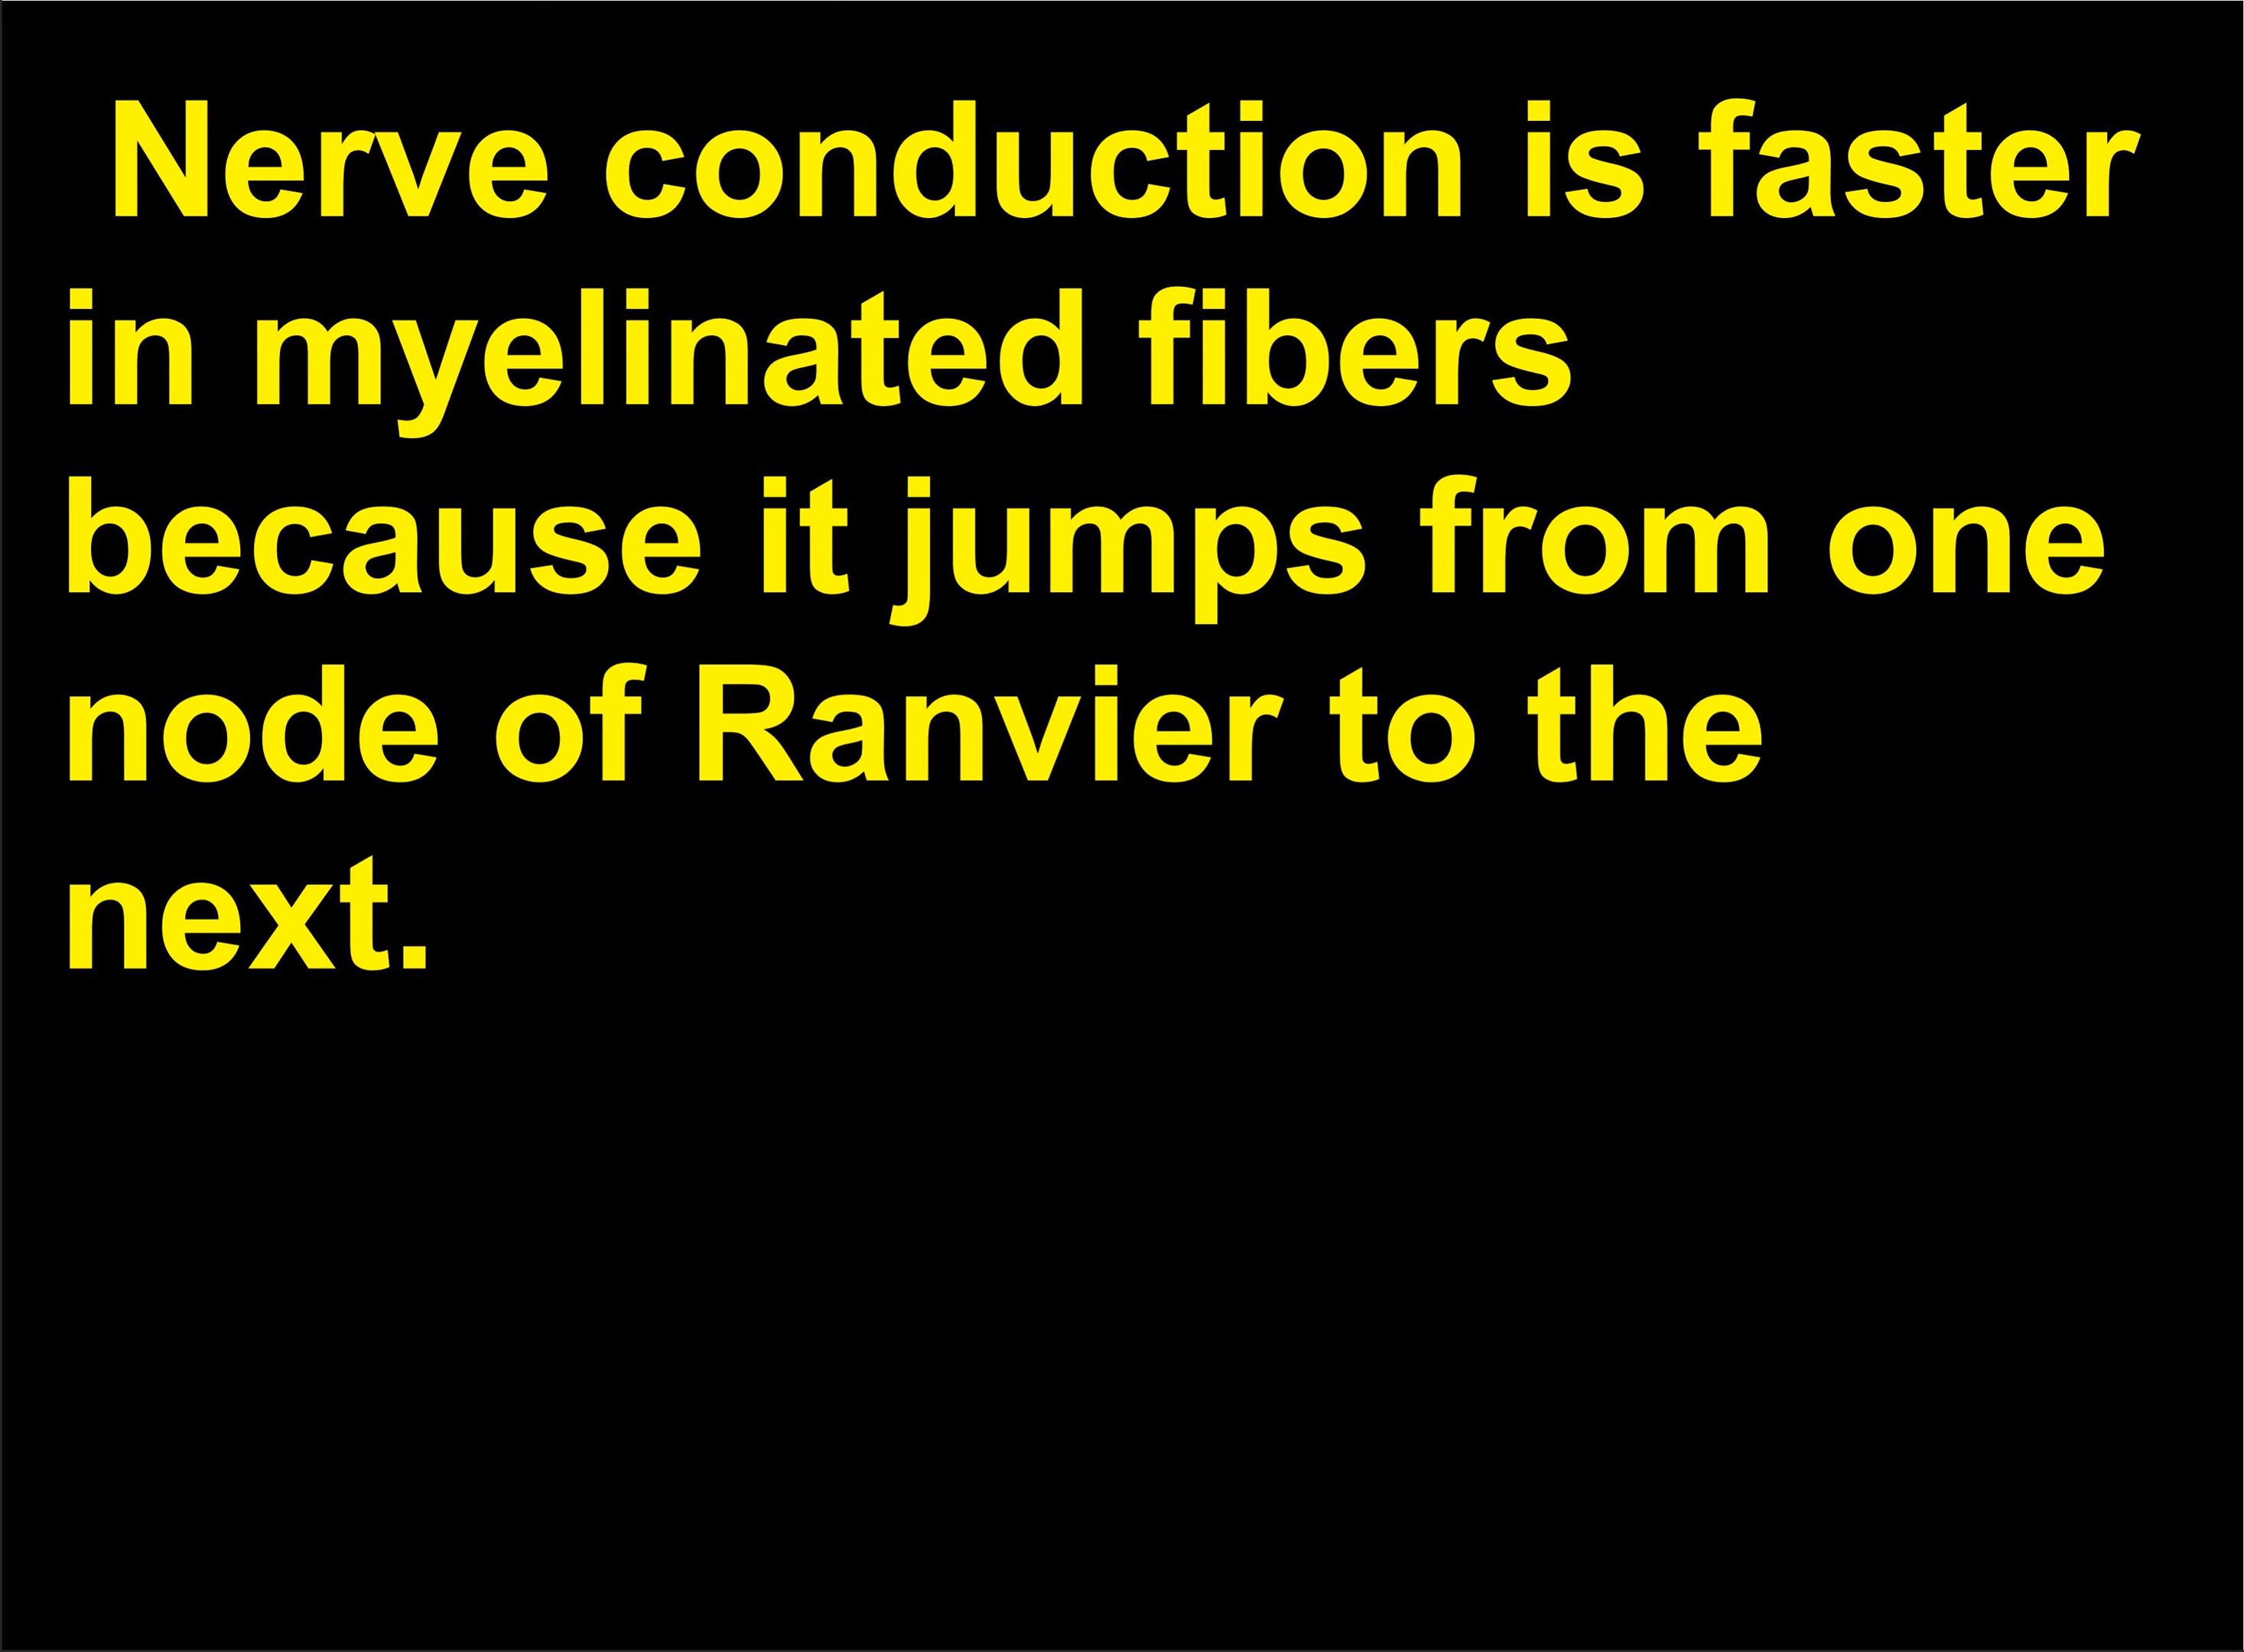 Nerve conduction is faster
in myelinated fibers
because it jumps from one
node of Ranvier to the
next.